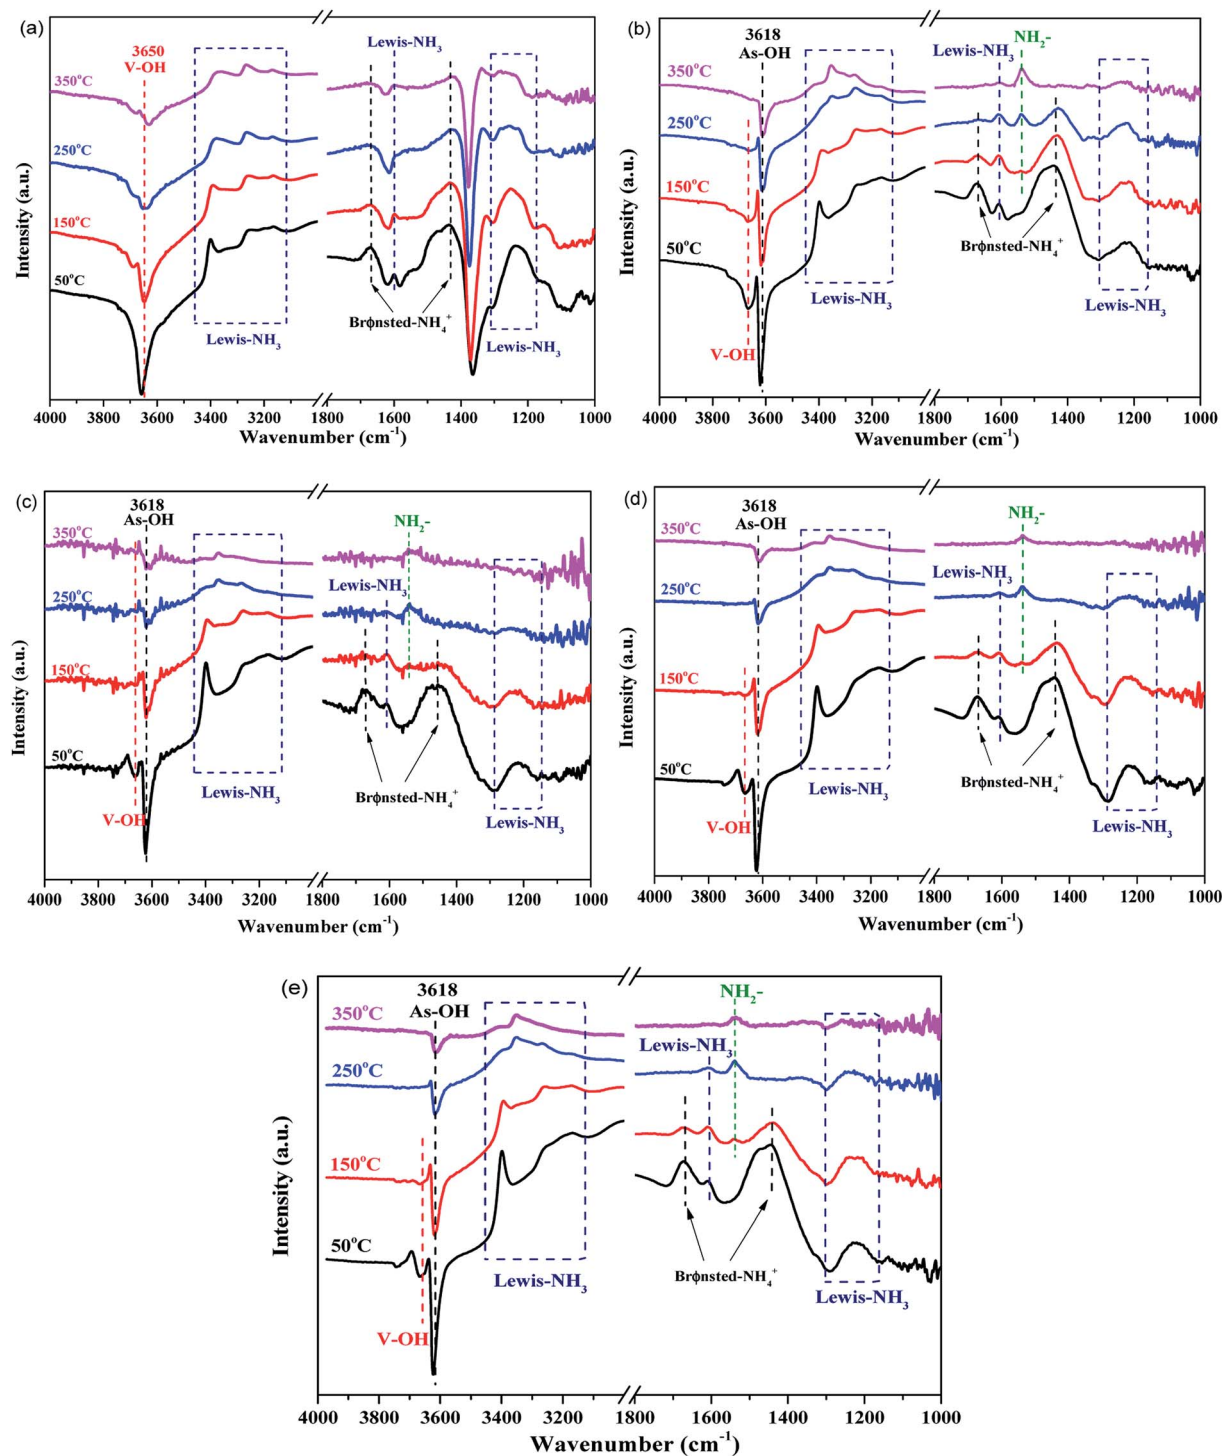 (a)
3650
V-OH
Lewis-NH₃
350°C
250°C
150°C
50°C
Lewis-NH₃
Brϕnsted-NH₄⁺
Lewis-NH₃
Intensity (a.u.)
4000 3600 3400 3200 1800 1600 1400 1200 1000
Wavenumber (cm⁻¹)
(b)
3618
As-OH
Lewis-NH₃
NH₂-
350°C
250°C
150°C
50°C
Brϕnsted-NH₄⁺
Lewis-NH₃
Lewis-NH₃
V-OH
Intensity (a.u.)
4000 3600 3400 3200 1800 1600 1400 1200 1000
Wavenumber (cm⁻¹)
(c)
3618
As-OH
NH₂-
350°C
Lewis-NH₃
250°C
150°C
50°C
V-OH
Lewis-NH₃
Brϕnsted-NH₄⁺
Lewis-NH₃
Intensity (a.u.)
4000 3600 3400 3200 1800 1600 1400 1200 1000
Wavenumber (cm⁻¹)
(d)
3618
As-OH
NH₂-
350°C
Lewis-NH₃
250°C
150°C
50°C
V-OH
Lewis-NH₃
Brϕnsted-NH₄⁺
Lewis-NH₃
Intensity (a.u.)
4000 3600 3400 3200 1800 1600 1400 1200 1000
Wavenumber (cm⁻¹)
(e)
3618
As-OH
NH₂-
350°C
Lewis-NH₃
250°C
150°C
50°C
V-OH
Lewis-NH₃
Brϕnsted-NH₄⁺
Lewis-NH₃
Intensity (a.u.)
4000 3600 3400 3200 1800 1600 1400 1200 1000
Wavenumber (cm⁻¹)